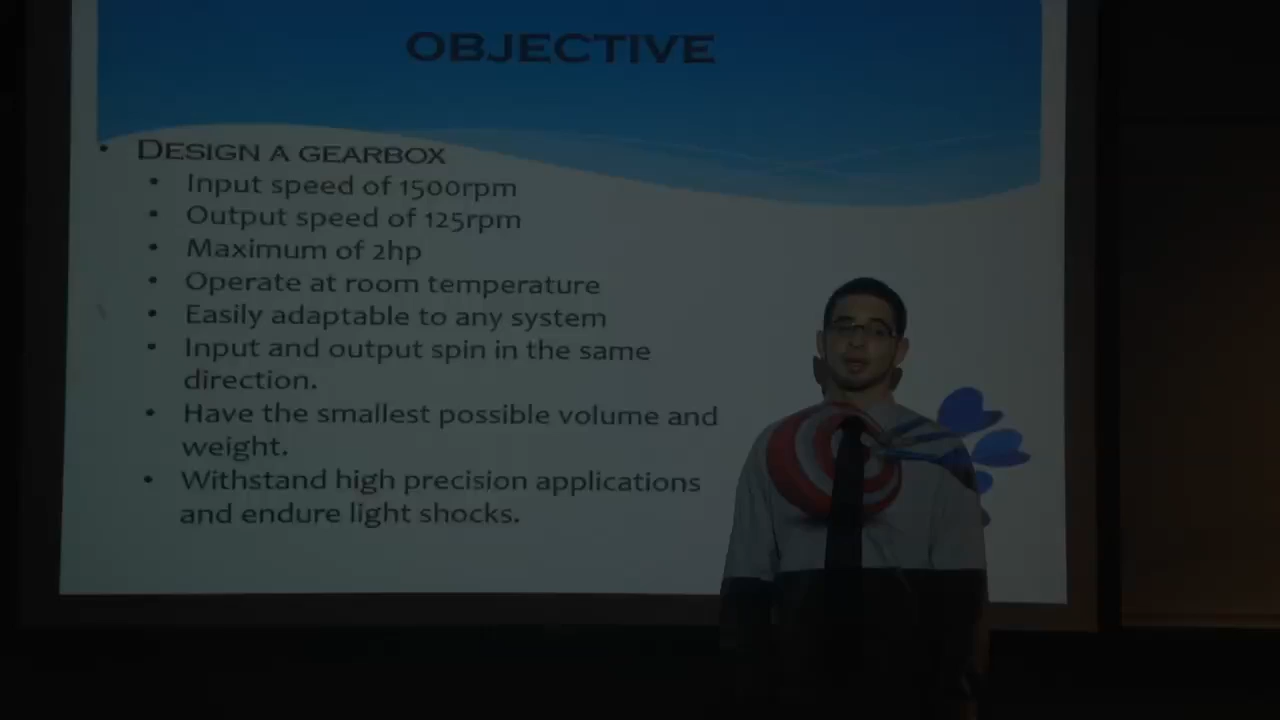 OBJECTIVE
• DESIGN A GEARBOX
• Input speed of 1500rpm
• Output speed of 125rpm
• Maximum of 2hp
• Operate at room temperature
• Easily adaptable to any system
• Input and output spin in the same
direction.
• Have the smallest possible volume and
weight.
• Withstand high precision applications
and endure light shocks.